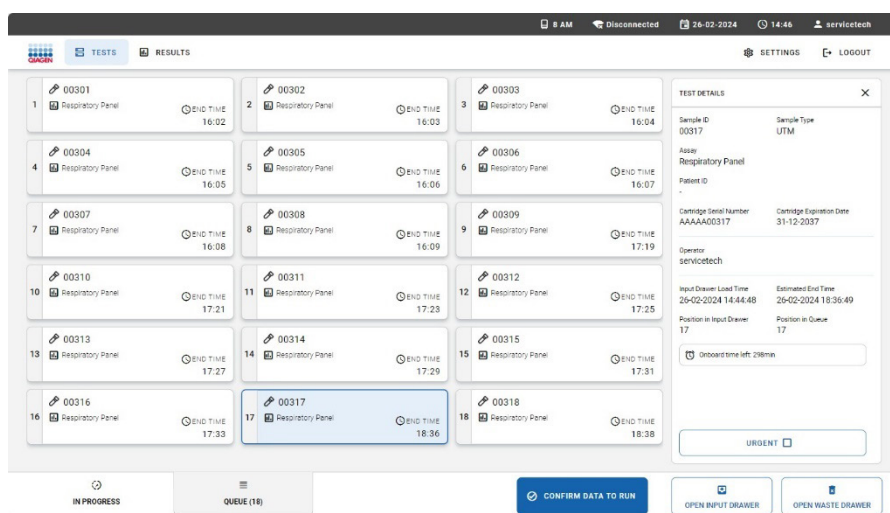 8 AM Disconnected 26-02-2024 14:46 servicetech
QIAGEN TESTS RESULTS SETTINGS LOGOUT
1 00301 Respiratory Panel END TIME 16:02
2 00302 Respiratory Panel END TIME 16:03
3 00303 Respiratory Panel END TIME 16:04
4 00304 Respiratory Panel END TIME 16:05
5 00305 Respiratory Panel END TIME 16:06
6 00306 Respiratory Panel END TIME 16:07
7 00307 Respiratory Panel END TIME 16:08
8 00308 Respiratory Panel END TIME 16:09
9 00309 Respiratory Panel END TIME 17:19
10 00310 Respiratory Panel END TIME 17:21
11 00311 Respiratory Panel END TIME 17:23
12 00312 Respiratory Panel END TIME 17:25
13 00313 Respiratory Panel END TIME 17:27
14 00314 Respiratory Panel END TIME 17:29
15 00315 Respiratory Panel END TIME 17:31
16 00316 Respiratory Panel END TIME 17:33
17 00317 Respiratory Panel END TIME 18:36
18 00318 Respiratory Panel END TIME 18:38
TEST DETAILS
Sample ID Sample Type
00317 UTM
Assay
Respiratory Panel
Patient ID
-
Cartridge Serial Number Cartridge Expiration Date
AAAAA00317 31-12-2037
Operator
servicetech
Input Drawer Load Time Estimated End Time
26-02-2024 14:44:48 26-02-2024 18:36:49
Position in Input Drawer Position in Queue
17 17
Onboard time left: 298min
URGENT
IN PROGRESS QUEUE (18) CONFIRM DATA TO RUN OPEN INPUT DRAWER OPEN WASTE DRAWER